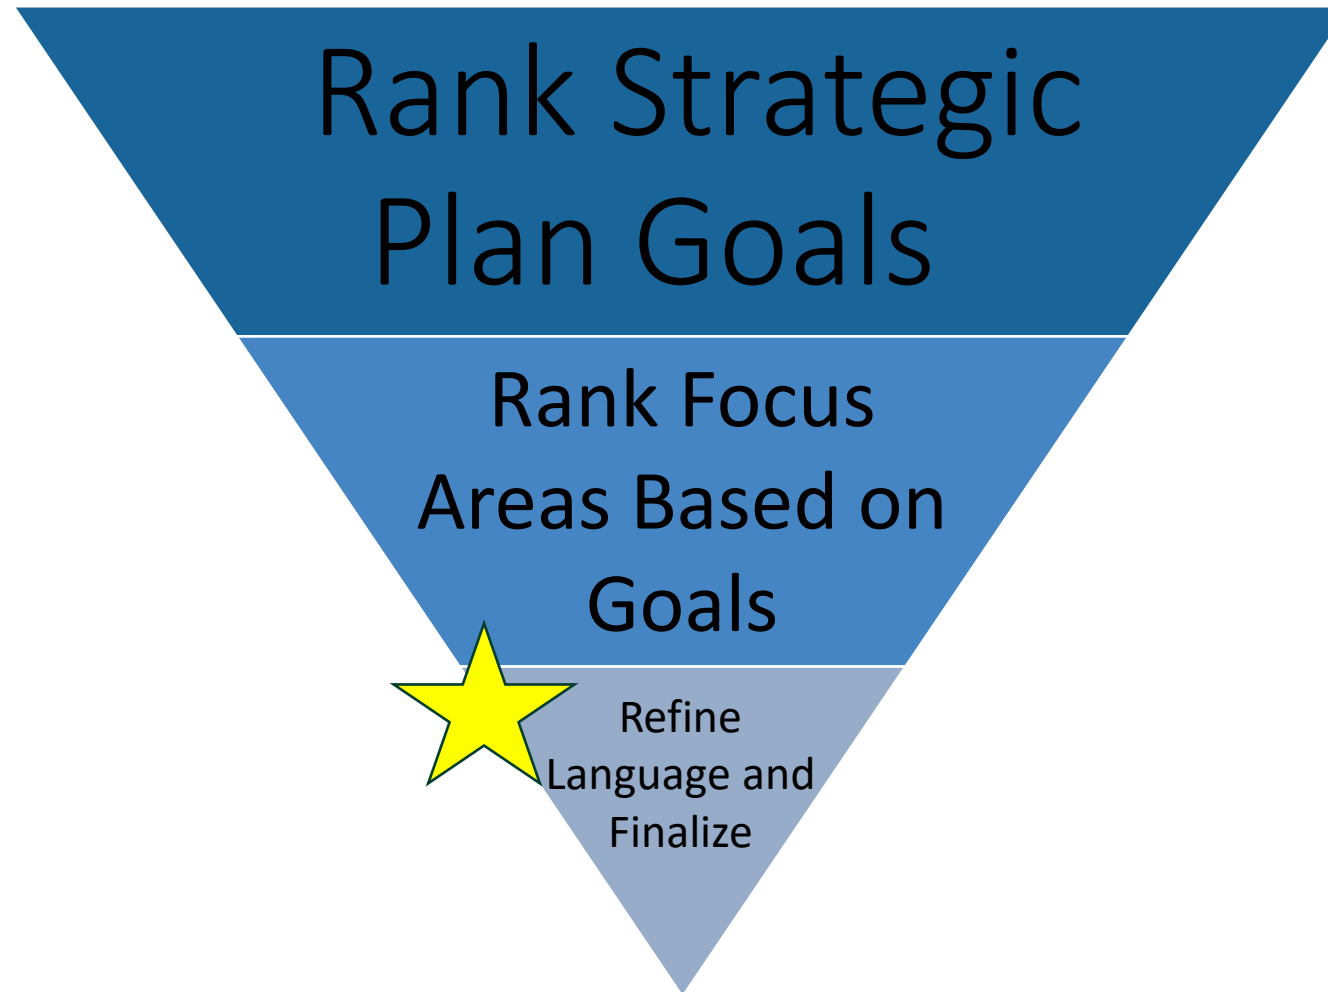 Rank Strategic
Plan Goals
Rank Focus
Areas Based on
Goals
Refine
Language and
Finalize